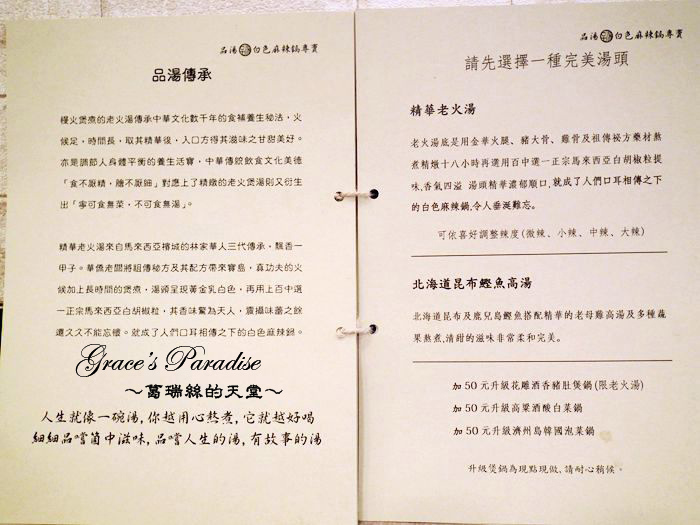 品湯 白色麻辣鍋專賣
品湯傳承
慢火煲煮的老火湯傳承中華文化數千年的食補養生秘法，火
候足，時間長，取其精華後，入口方得其滋味之甘甜美好。
亦是調節人身體平衡的養生活寶，中華傳統飲食文化美德
「食不厭精，膾不厭細」對應上了精緻的老火煲湯則又衍生
出「寧可食無菜，不可食無湯」。
精華老火湯來自馬來西亞檳城的林家華人三代傳承，飄香一
甲子。華僑老闆將祖傳秘方及其配方帶來寶島，真功夫的火
候加上長時間的煲煮，湯頭呈現黃金乳白色，再用上百中選
一正宗馬來西亞白胡椒粒，其香味驚為天人，震攝味蕾之餘
還久久不能忘懷。就成了人們口耳相傳之下的白色麻辣鍋。
Grace's Paradise
～葛瑞絲的天堂～
人生就像一碗湯,你越用心熬煮,它就越好喝
細細品嚐箇中滋味,品嚐人生的湯,有故事的湯
品湯 白色麻辣鍋專賣
請先選擇一種完美湯頭
精華老火湯
老火湯底是用金華火腿、豬大骨、雞骨及祖傳祕方藥材熬
煮精燉十八小時再選用百中選一正宗馬來西亞白胡椒粒提
味,香氣四溢 湯頭精華濃郁順口,就成了人們口耳相傳之下
的白色麻辣鍋,令人垂涎難忘。
可依喜好調整辣度(微辣、小辣、中辣、大辣)
北海道昆布鰹魚高湯
北海道昆布及鹿兒島鰹魚搭配精華的老母雞高湯及多種蔬
果熬煮,清甜的滋味非常柔和完美。
加 50 元升級花雕酒香豬肚煲鍋(限老火湯)
加 50 元升級高粱酒酸白菜鍋
加 50 元升級濟州島韓國泡菜鍋
升級煲鍋為現點現做,請耐心稍候。